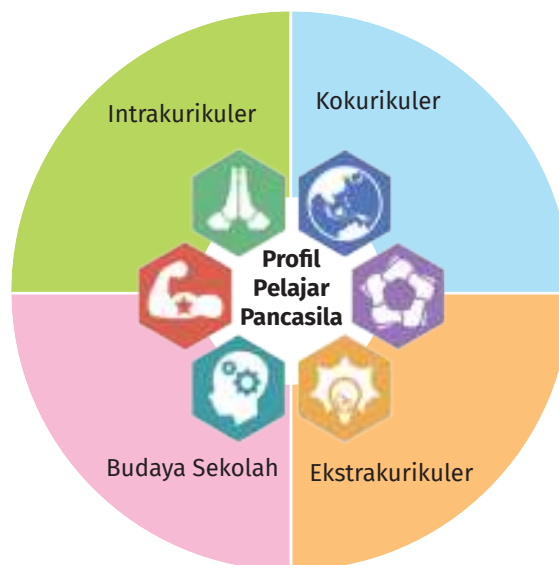 Intrakurikuler
Kokurikuler
Profil
Pelajar
Pancasila
Budaya Sekolah
Ekstrakurikuler